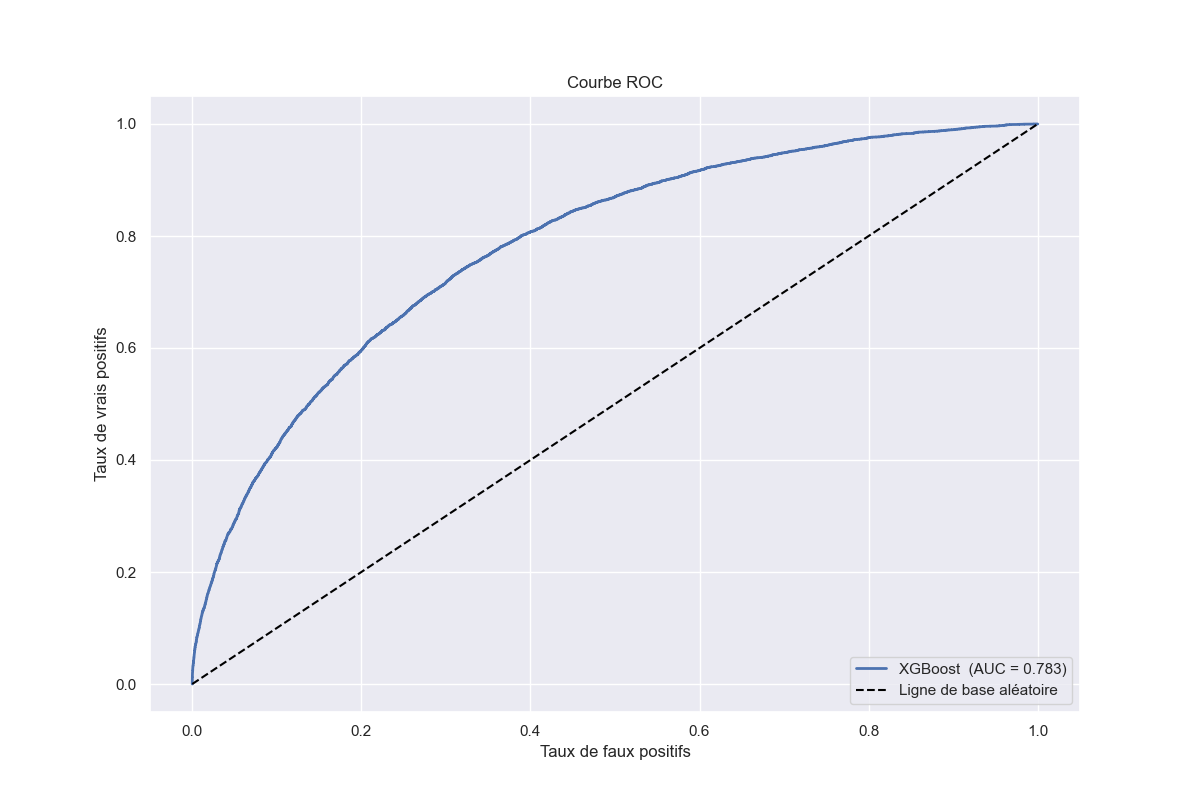 Courbe ROC
1.0
0.8
0.6
0.4
0.2
0.0
Taux de vrais positifs
0.0 0.2 0.4 0.6 0.8 1.0
Taux de faux positifs
XGBoost (AUC = 0.783)
Ligne de base aléatoire